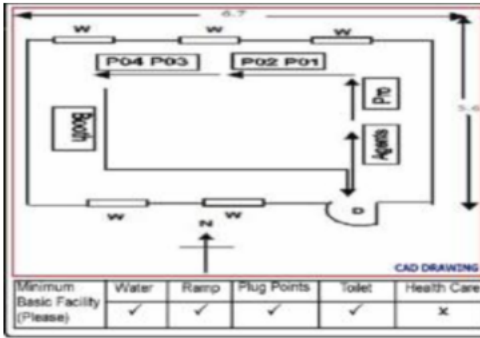 6.7
W W W
P04 P03 P02 P01
Pro
5.6
Booth
Agents
W W D
N
CAD DRAWING
Minimum Basic Facility (Please) Water Ramp Plug Points Toilet Health Care
✓ ✓ ✓ ✓ x